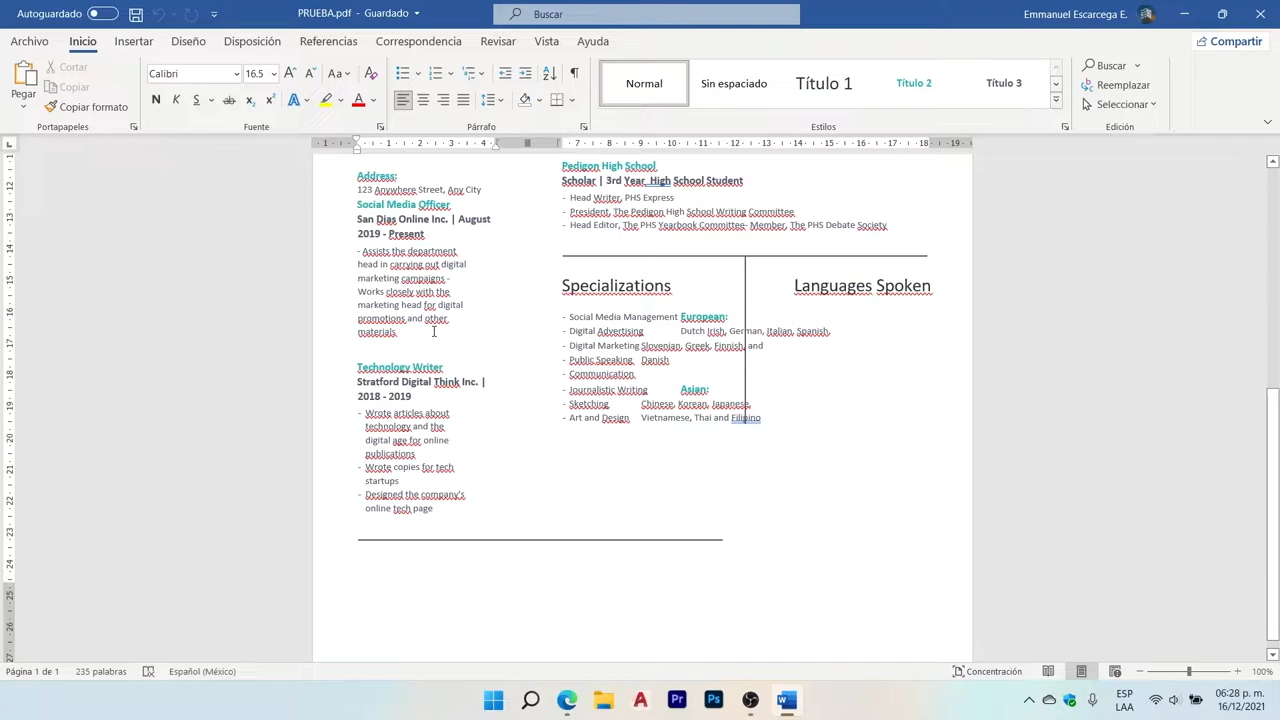 Autoguardado
PRUEBA.pdf
Buscar
Emmanuel Escarcega E.
Archivo Inicio Insertar Diseño Disposición Referencias Correspondencia Revisar Vista Ayuda
Compartir
Pegar
Cortar
Copiar
Copiar formato
Portapapeles
Calibri 16.5
Fuente
Párrafo
Normal
Sin espaciado
Título 1
Título 2
Título 3
Estilos
Buscar
Reemplazar
Seleccionar
Edición
Address:
123 Anywhere Street, Any City
Social Media Officer
San Dias Online Inc. | August
2019 - Present
- Assists the department
head in carrying out digital
marketing campaigns -
Works closely with the
marketing head for digital
promotions and other
materials
Technology Writer
Stratford Digital Think Inc. |
2018 - 2019
- Wrote articles about
technology and the
digital age for online
publications
- Wrote copies for tech
startups
- Designed the company's
online tech page
Pedigon High School
Scholar | 3rd Year High School Student
- Head Writer, PHS Express
- President, The Pedigon High School Writing Committee
- Head Editor, The PHS Yearbook Committee- Member, The PHS Debate Society
Specializations
Languages Spoken
- Social Media Management European:
- Digital Advertising Dutch Irish, German, Italian, Spanish,
- Digital Marketing Slovenian, Greek, Finnish, and
- Public Speaking Danish
- Communication
- Journalistic Writing Asian:
- Sketching Chinese, Korean, Japanese,
- Art and Design Vietnamese, Thai and Filipino
Página 1 de 1
235 palabras
Español (México)
Concentración
100%
ESP
LAA
06:28 p. m.
16/12/2021